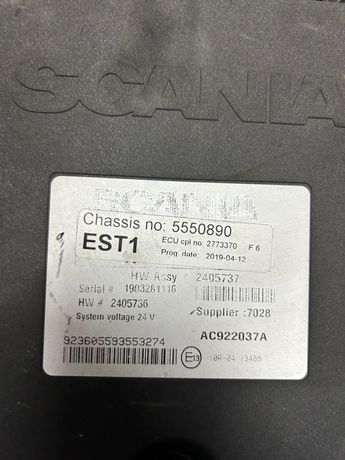 SCANIA
SCANIA
Chassis no: 5550890
EST1 ECU cpl no: 2773370 F 6
Prog. date: 2019-04-12
HW Assy # 2405737
Serial # 1903281116
HW # 2405736 Supplier :7028
System voltage 24 V
AC922037A
923605593553274 E13 10R-04 13488